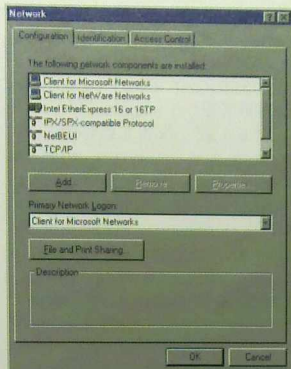 Network
Configuration Identification Access Control
The following network components are installed:
Client for Microsoft Networks
Client for NetWare Networks
Intel EtherExpress 16 or 16TP
IPX/SPX-compatible Protocol
NetBEUI
TCP/IP
Add...
Remove
Properties
Primary Network Logon:
Client for Microsoft Networks
File and Print Sharing...
Description
OK Cancel